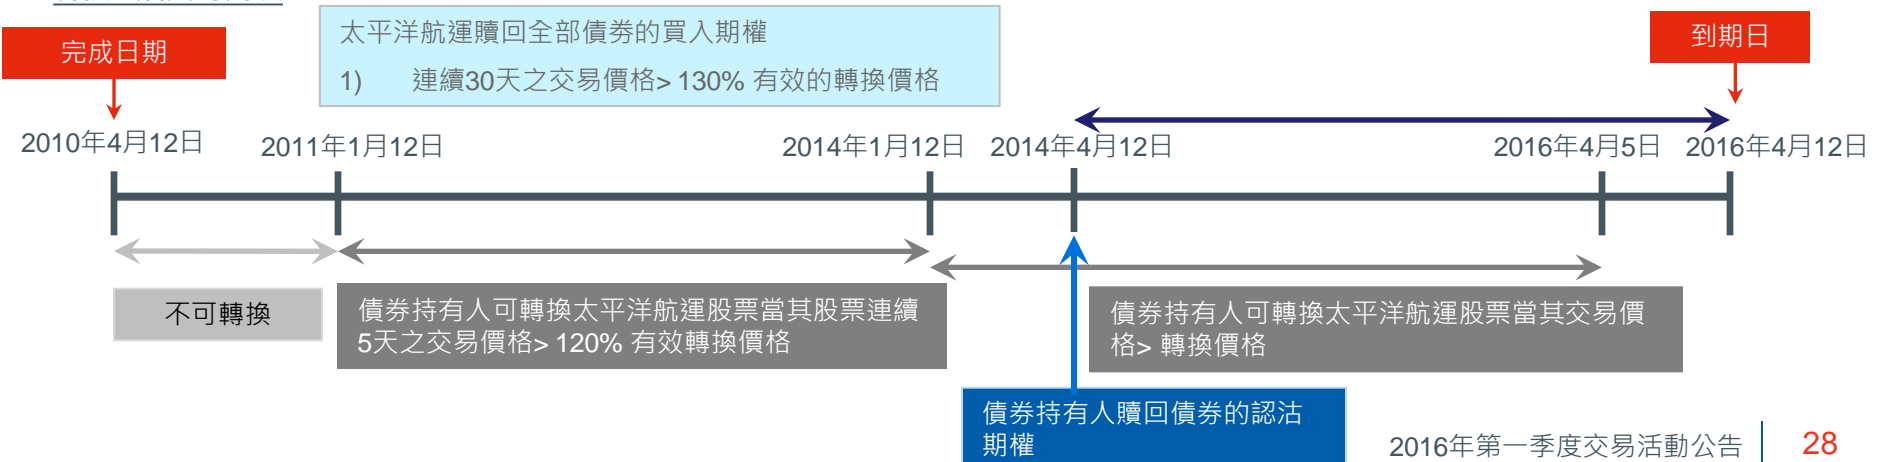 太平洋航運贖回全部債券的買入期權
1) 連續30天之交易價格> 130% 有效的轉換價格
完成日期
到期日
2010年4月12日
2011年1月12日
2014年1月12日
2014年4月12日
2016年4月5日
2016年4月12日
不可轉換
債券持有人可轉換太平洋航運股票當其股票連續
5天之交易價格> 120% 有效轉換價格
債券持有人可轉換太平洋航運股票當其交易價
格> 轉換價格
債券持有人贖回債券的認沽
期權
2016年第一季度交易活動公告
28